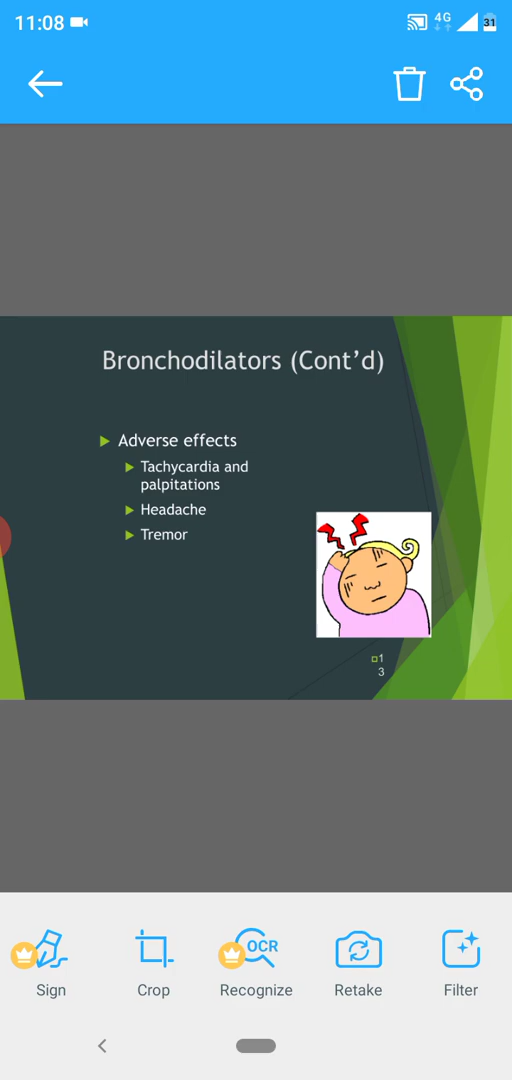 11:08
4G
31
Bronchodilators (Cont’d)
Adverse effects
Tachycardia and
palpitations
Headache
Tremor
1
3
OCR
Sign
Crop
Recognize
Retake
Filter